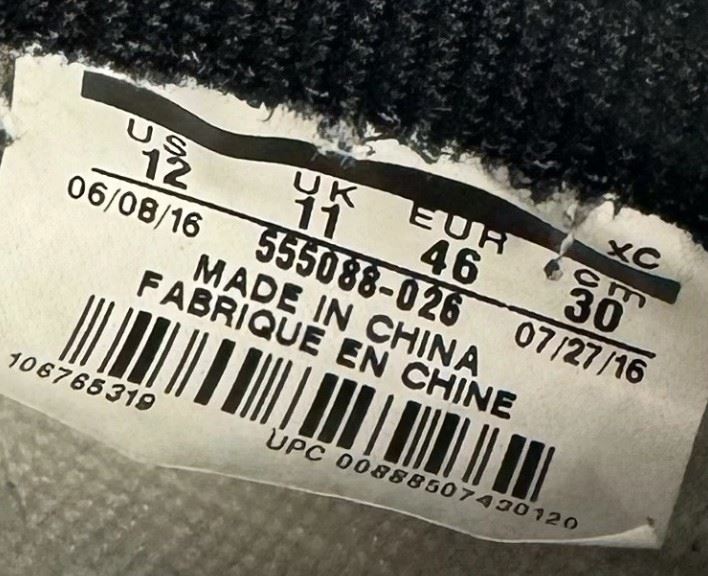 XC
US UK EUR cm
12 11 46 30
06/08/16 555088-026 07/27/16
MADE IN CHINA
FABRIQUE EN CHINE
106765319
UPC 00888507430120